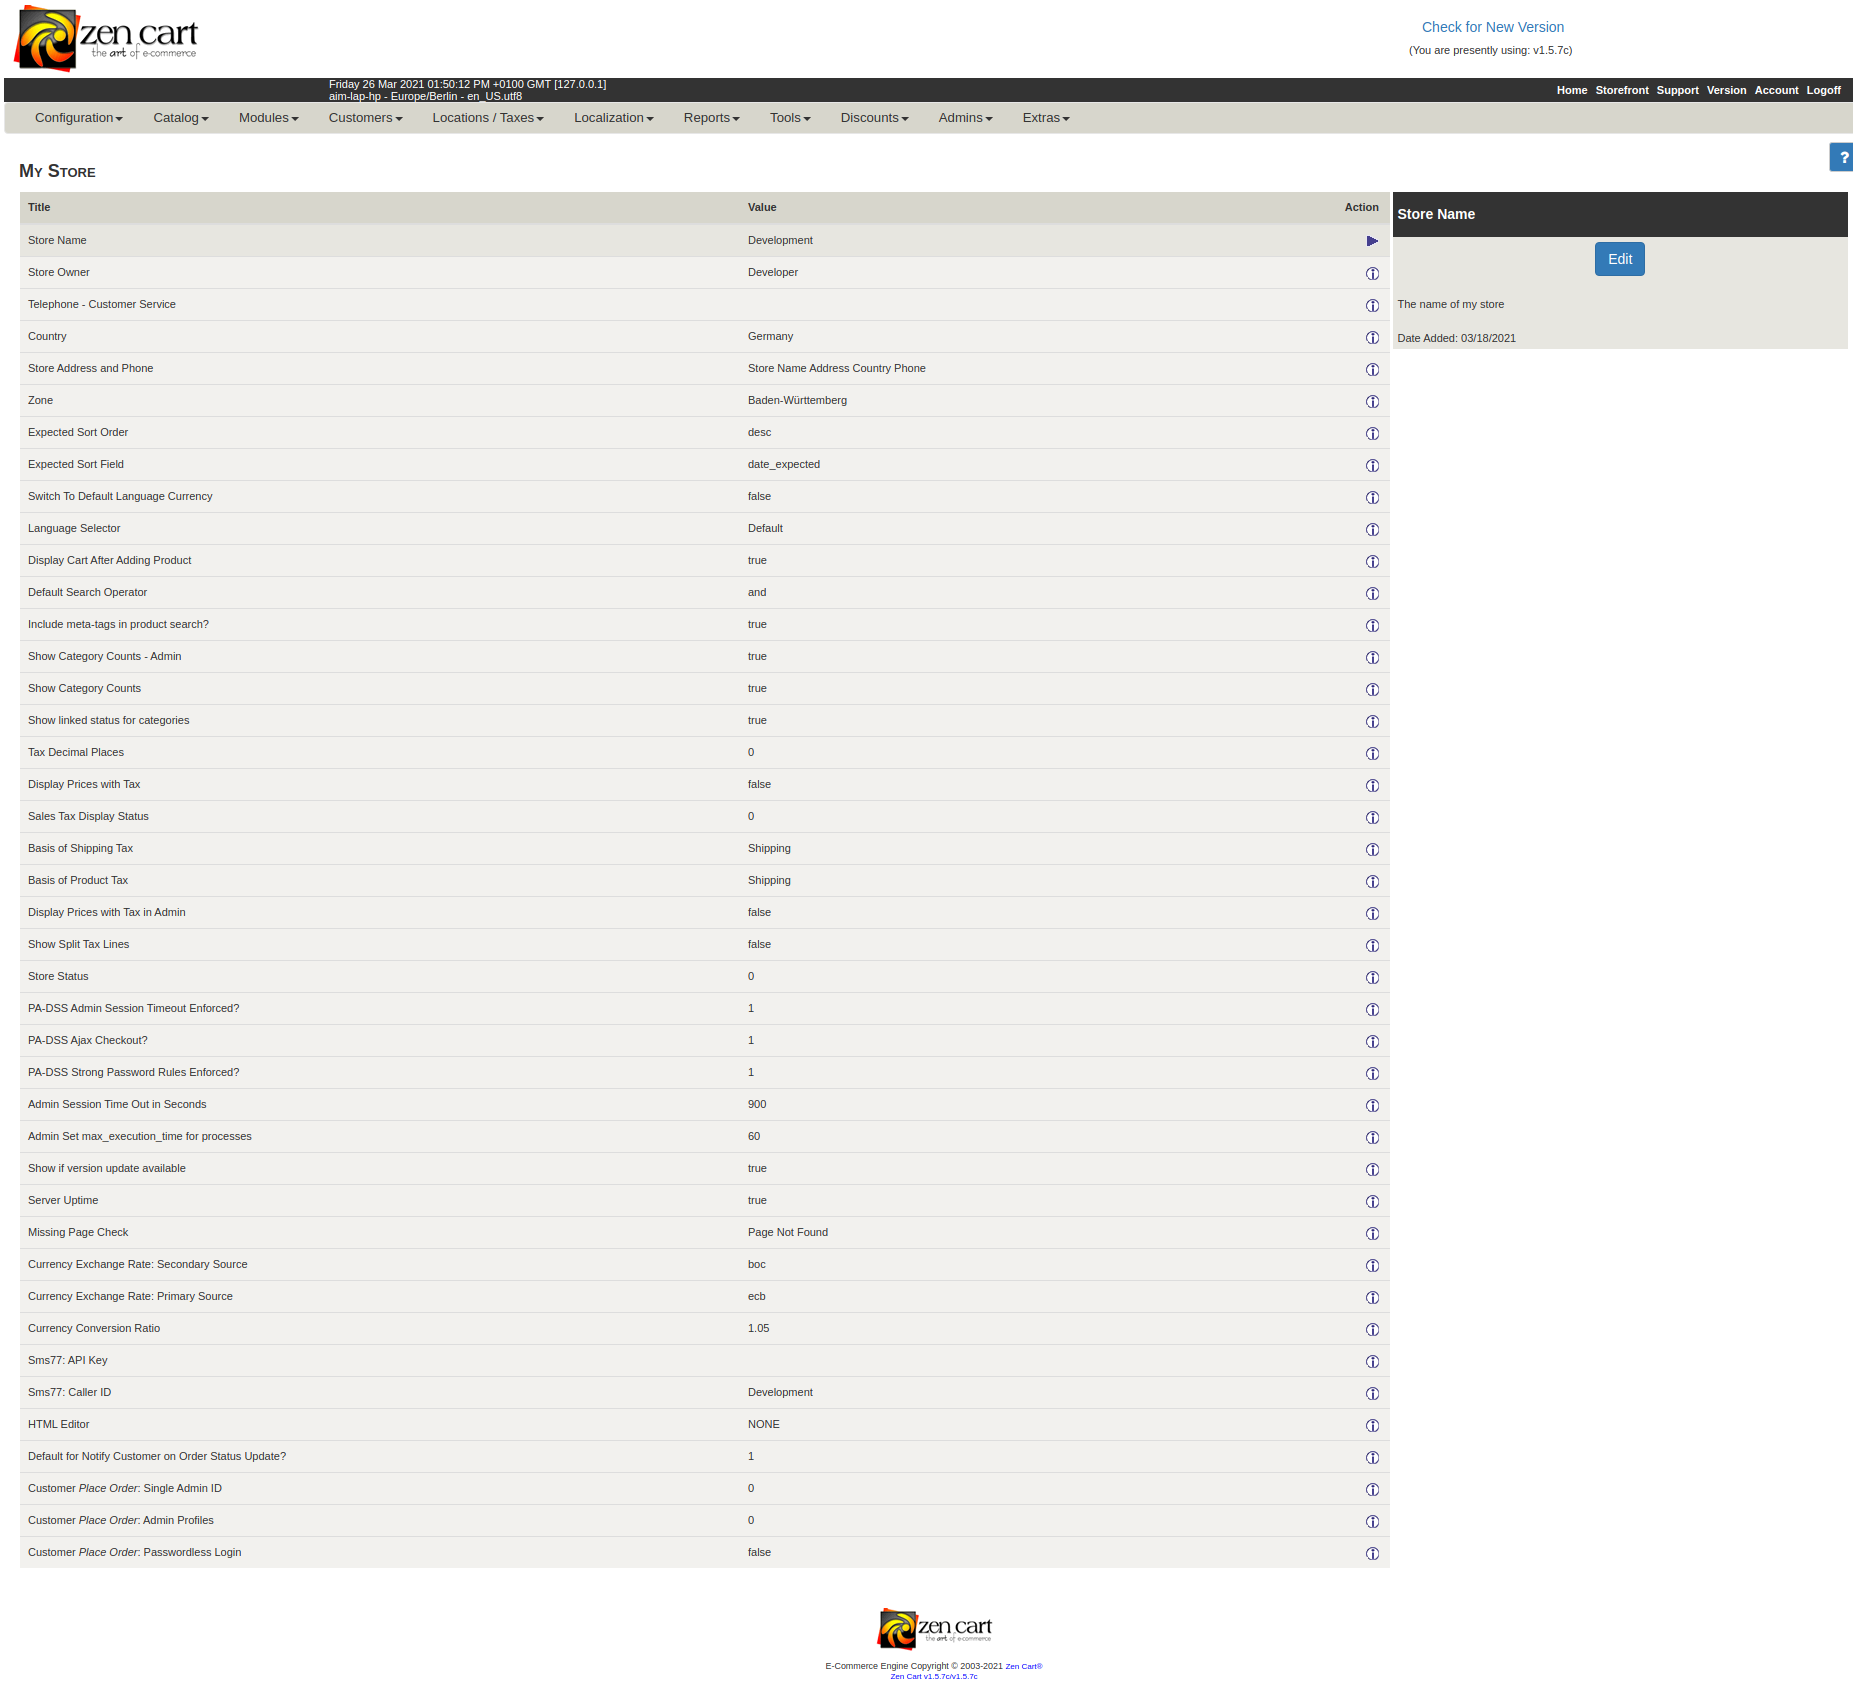 zen cart
the art of e-commerce
Check for New Version
(You are presently using: v1.5.7c)
Friday 26 Mar 2021 01:50:12 PM +0100 GMT [127.0.0.1]
aim-lap-hp - Europe/Berlin - en_US.utf8
Home Storefront Support Version Account Logoff
Configuration Catalog Modules Customers Locations / Taxes Localization Reports Tools Discounts Admins Extras
?
My Store
Title Value Action
Store Name Development
Store Owner Developer
Telephone - Customer Service
Country Germany
Store Address and Phone Store Name Address Country Phone
Zone Baden-Württemberg
Expected Sort Order desc
Expected Sort Field date_expected
Switch To Default Language Currency false
Language Selector Default
Display Cart After Adding Product true
Default Search Operator and
Include meta-tags in product search? true
Show Category Counts - Admin true
Show Category Counts true
Show linked status for categories true
Tax Decimal Places 0
Display Prices with Tax false
Sales Tax Display Status 0
Basis of Shipping Tax Shipping
Basis of Product Tax Shipping
Display Prices with Tax in Admin false
Show Split Tax Lines false
Store Status 0
PA-DSS Admin Session Timeout Enforced? 1
PA-DSS Ajax Checkout? 1
PA-DSS Strong Password Rules Enforced? 1
Admin Session Time Out in Seconds 900
Admin Set max_execution_time for processes 60
Show if version update available true
Server Uptime true
Missing Page Check Page Not Found
Currency Exchange Rate: Secondary Source boc
Currency Exchange Rate: Primary Source ecb
Currency Conversion Ratio 1.05
Sms77: API Key
Sms77: Caller ID Development
HTML Editor NONE
Default for Notify Customer on Order Status Update? 1
Customer Place Order: Single Admin ID 0
Customer Place Order: Admin Profiles 0
Customer Place Order: Passwordless Login false
Store Name
Edit
The name of my store
Date Added: 03/18/2021
zen cart
the art of e-commerce
E-Commerce Engine Copyright © 2003-2021 Zen Cart®
Zen Cart v1.5.7c/v1.5.7c